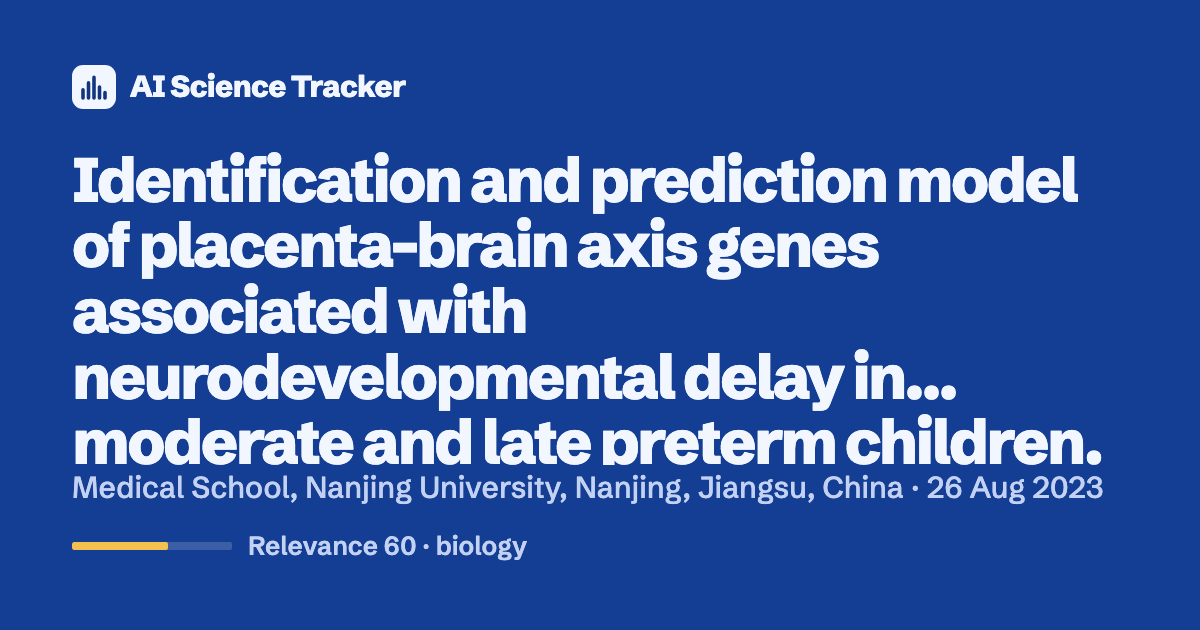 AI Science Tracker
Identification and prediction model
of placenta-brain axis genes
associated with
neurodevelopmental delay in...
moderate and late preterm children.
Medical School, Nanjing University, Nanjing, Jiangsu, China · 26 Aug 2023
Relevance 60 · biology